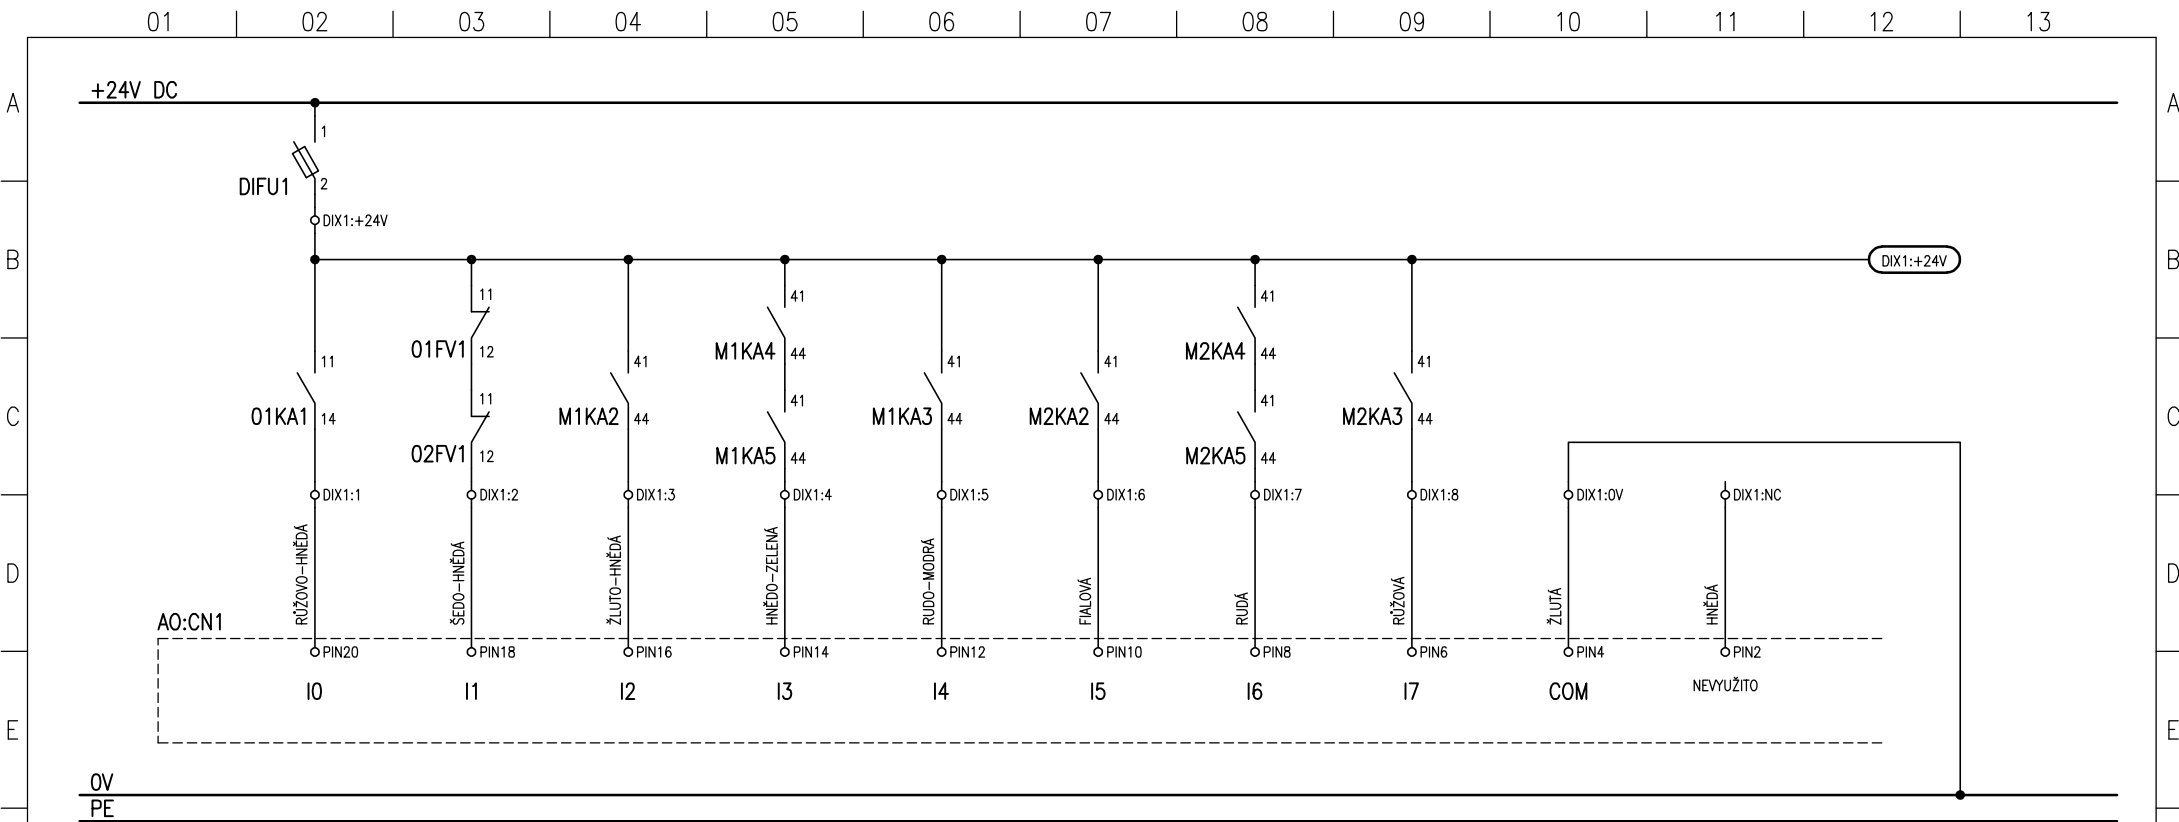 01 02 03 04 05 06 07 08 09 10 11 12 13
A +24V DC A
1
DIFU1 2
DIX1:+24V
B DIX1:+24V B
11 41 41
01FV1 12 M1KA4 44 M2KA4 44
11 41 41 41 41
11 41 41
C 01KA1 14 M1KA2 44 M1KA3 44 M2KA2 44 M2KA3 44 C
02FV1 12 M1KA5 44 M2KA5 44
DIX1:1 DIX1:2 DIX1:3 DIX1:4 DIX1:5 DIX1:6 DIX1:7 DIX1:8 DIX1:0V DIX1:NC
D RŮŽOVO-HNĚDÁ ŠEDO-HNĚDÁ ŽLUTO-HNĚDÁ HNĚDO-ZELENÁ RUDO-MODRÁ FIALOVÁ RUDÁ RŮŽOVÁ ŽLUTÁ HNĚDÁ D
AO:CN1
PIN20 PIN18 PIN16 PIN14 PIN12 PIN10 PIN8 PIN6 PIN4 PIN2
I0 I1 I2 I3 I4 I5 I6 I7 COM NEVYUŽITO
E E
0V
PE